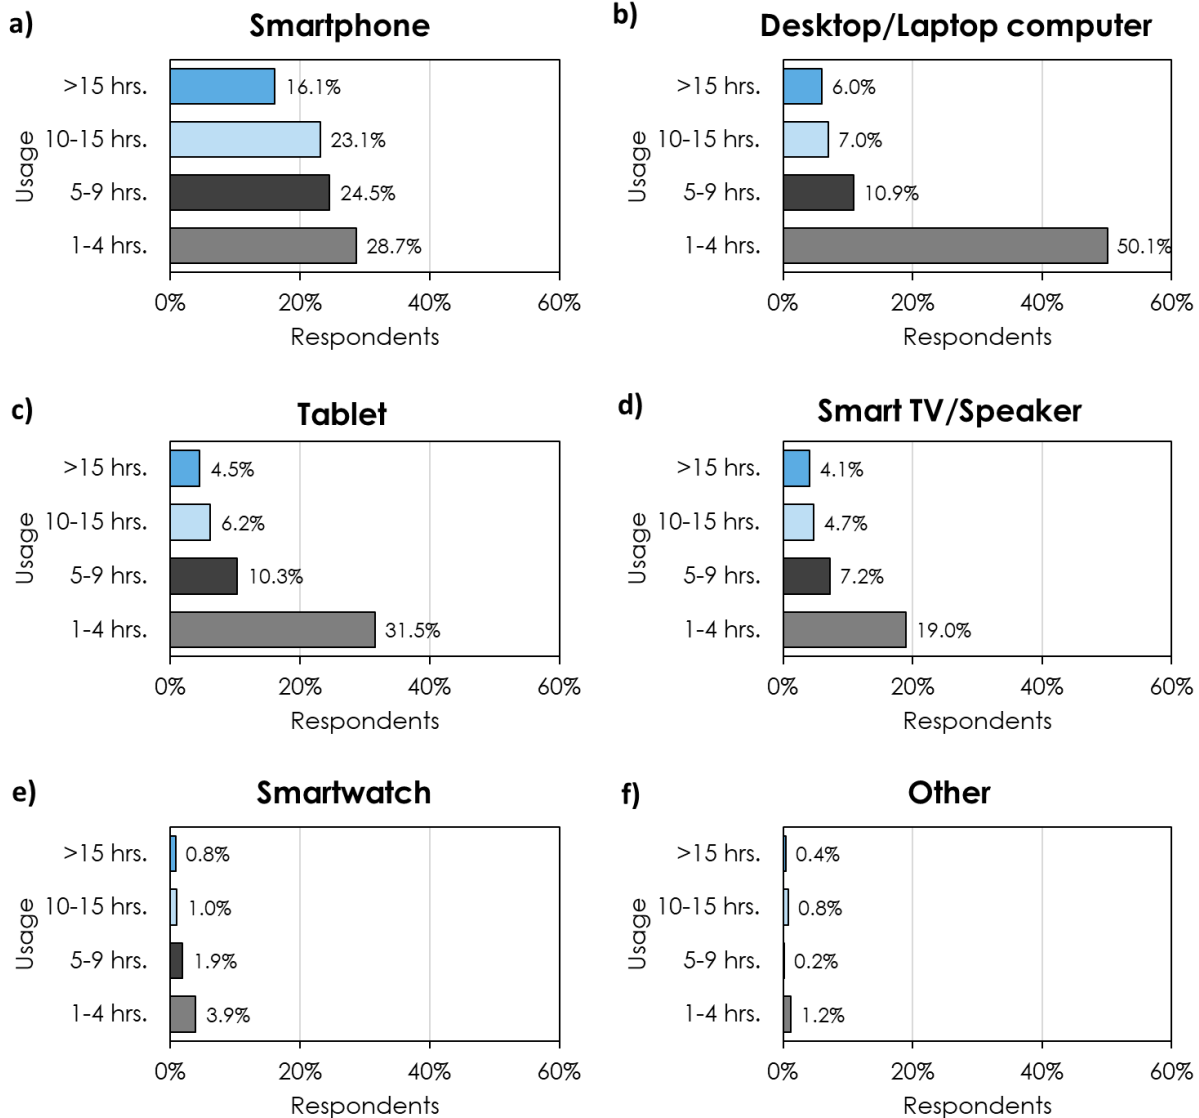 a) Smartphone
>15 hrs. 16.1%
10-15 hrs. 23.1%
5-9 hrs. 24.5%
1-4 hrs. 28.7%
Usage
0% 20% 40% 60%
Respondents
b) Desktop/Laptop computer
>15 hrs. 6.0%
10-15 hrs. 7.0%
5-9 hrs. 10.9%
1-4 hrs. 50.1%
Usage
0% 20% 40% 60%
Respondents
c) Tablet
>15 hrs. 4.5%
10-15 hrs. 6.2%
5-9 hrs. 10.3%
1-4 hrs. 31.5%
Usage
0% 20% 40% 60%
Respondents
d) Smart TV/Speaker
>15 hrs. 4.1%
10-15 hrs. 4.7%
5-9 hrs. 7.2%
1-4 hrs. 19.0%
Usage
0% 20% 40% 60%
Respondents
e) Smartwatch
>15 hrs. 0.8%
10-15 hrs. 1.0%
5-9 hrs. 1.9%
1-4 hrs. 3.9%
Usage
0% 20% 40% 60%
Respondents
f) Other
>15 hrs. 0.4%
10-15 hrs. 0.8%
5-9 hrs. 0.2%
1-4 hrs. 1.2%
Usage
0% 20% 40% 60%
Respondents